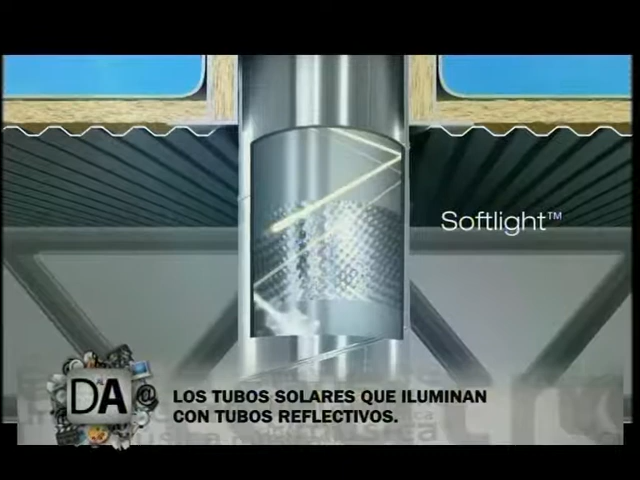 Softlight™
DA
@
LOS TUBOS SOLARES QUE ILUMINAN
CON TUBOS REFLECTIVOS.